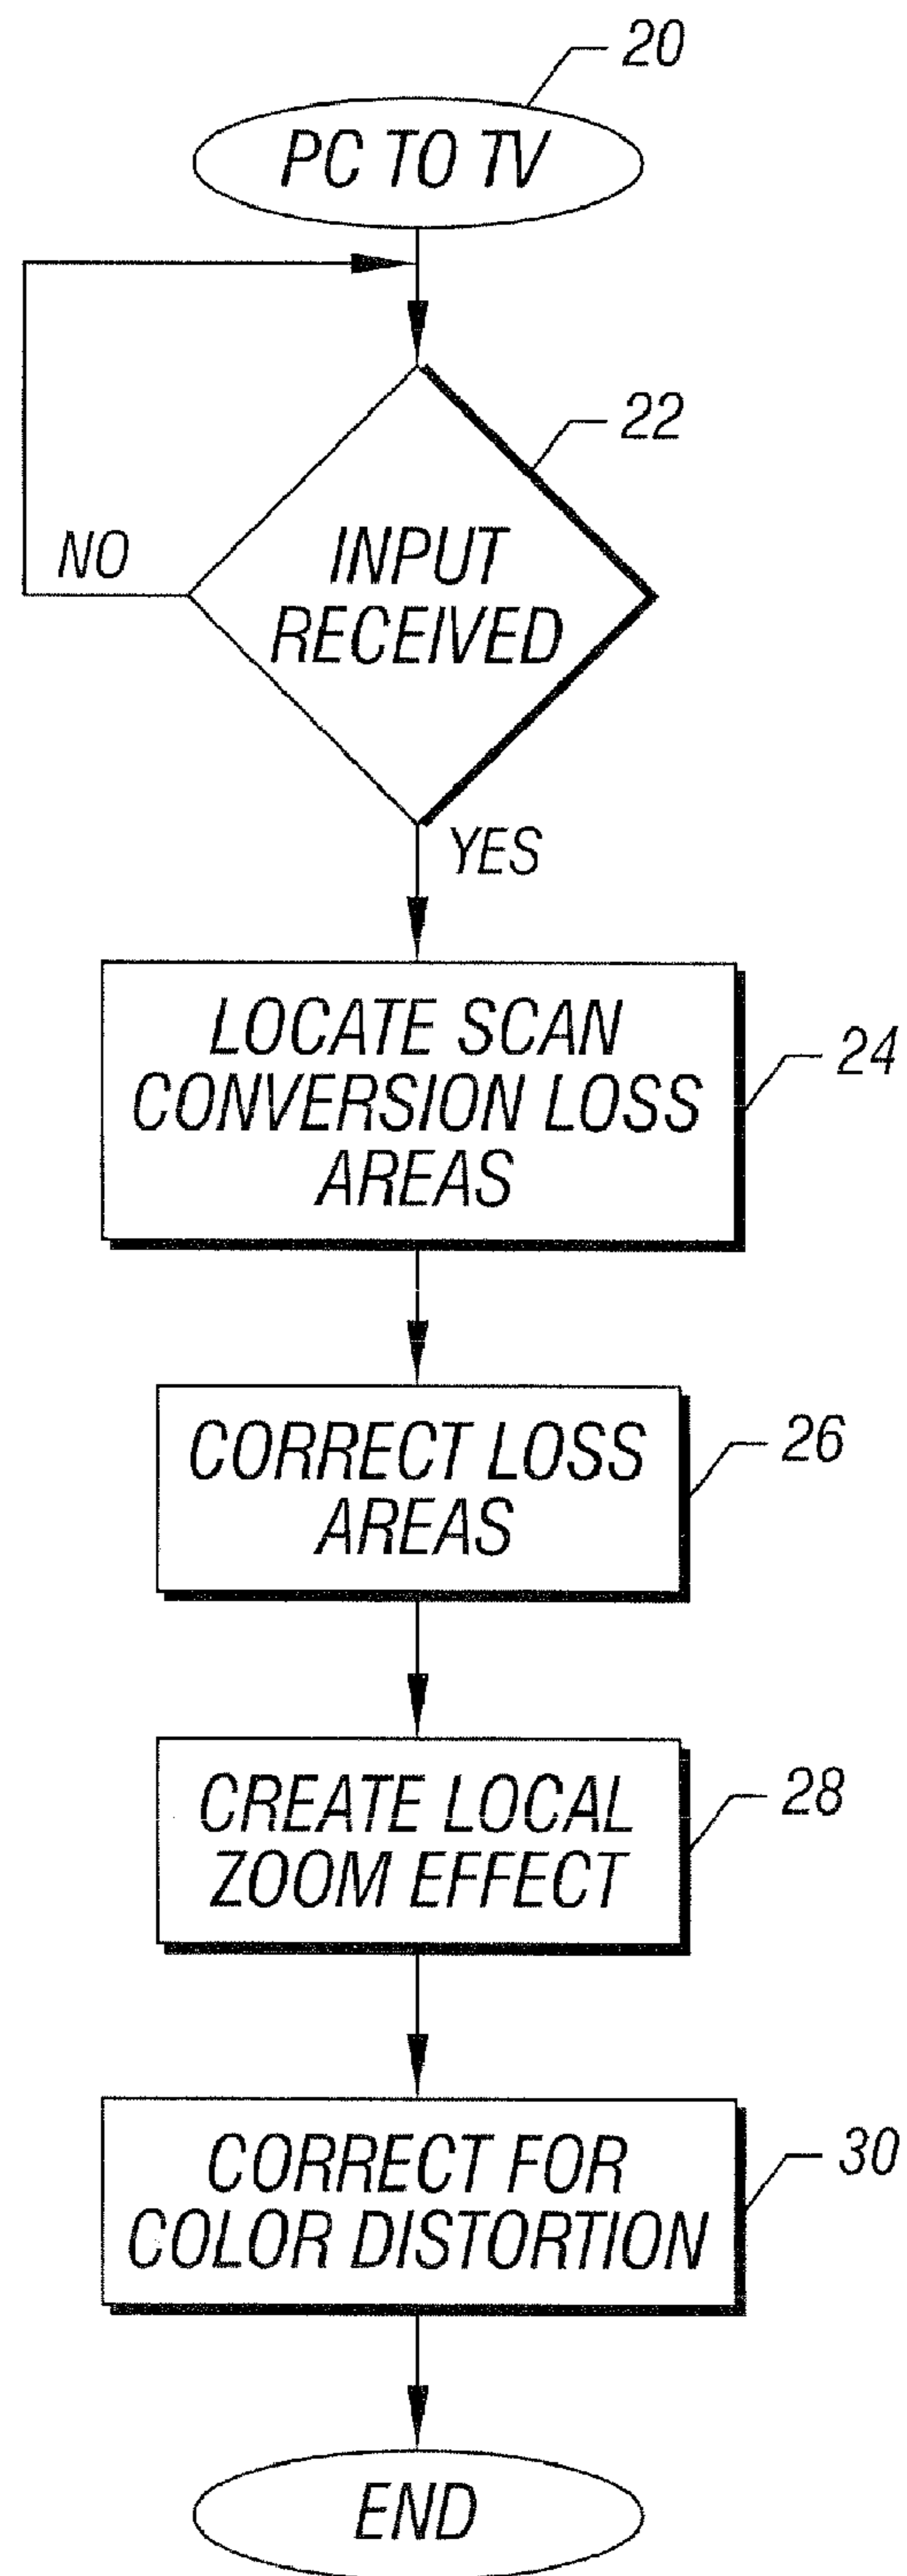 20
PC TO TV
22
NO
INPUT
RECEIVED
YES
LOCATE SCAN
CONVERSION LOSS
AREAS
24
CORRECT LOSS
AREAS
26
CREATE LOCAL
ZOOM EFFECT
28
CORRECT FOR
COLOR DISTORTION
30
END